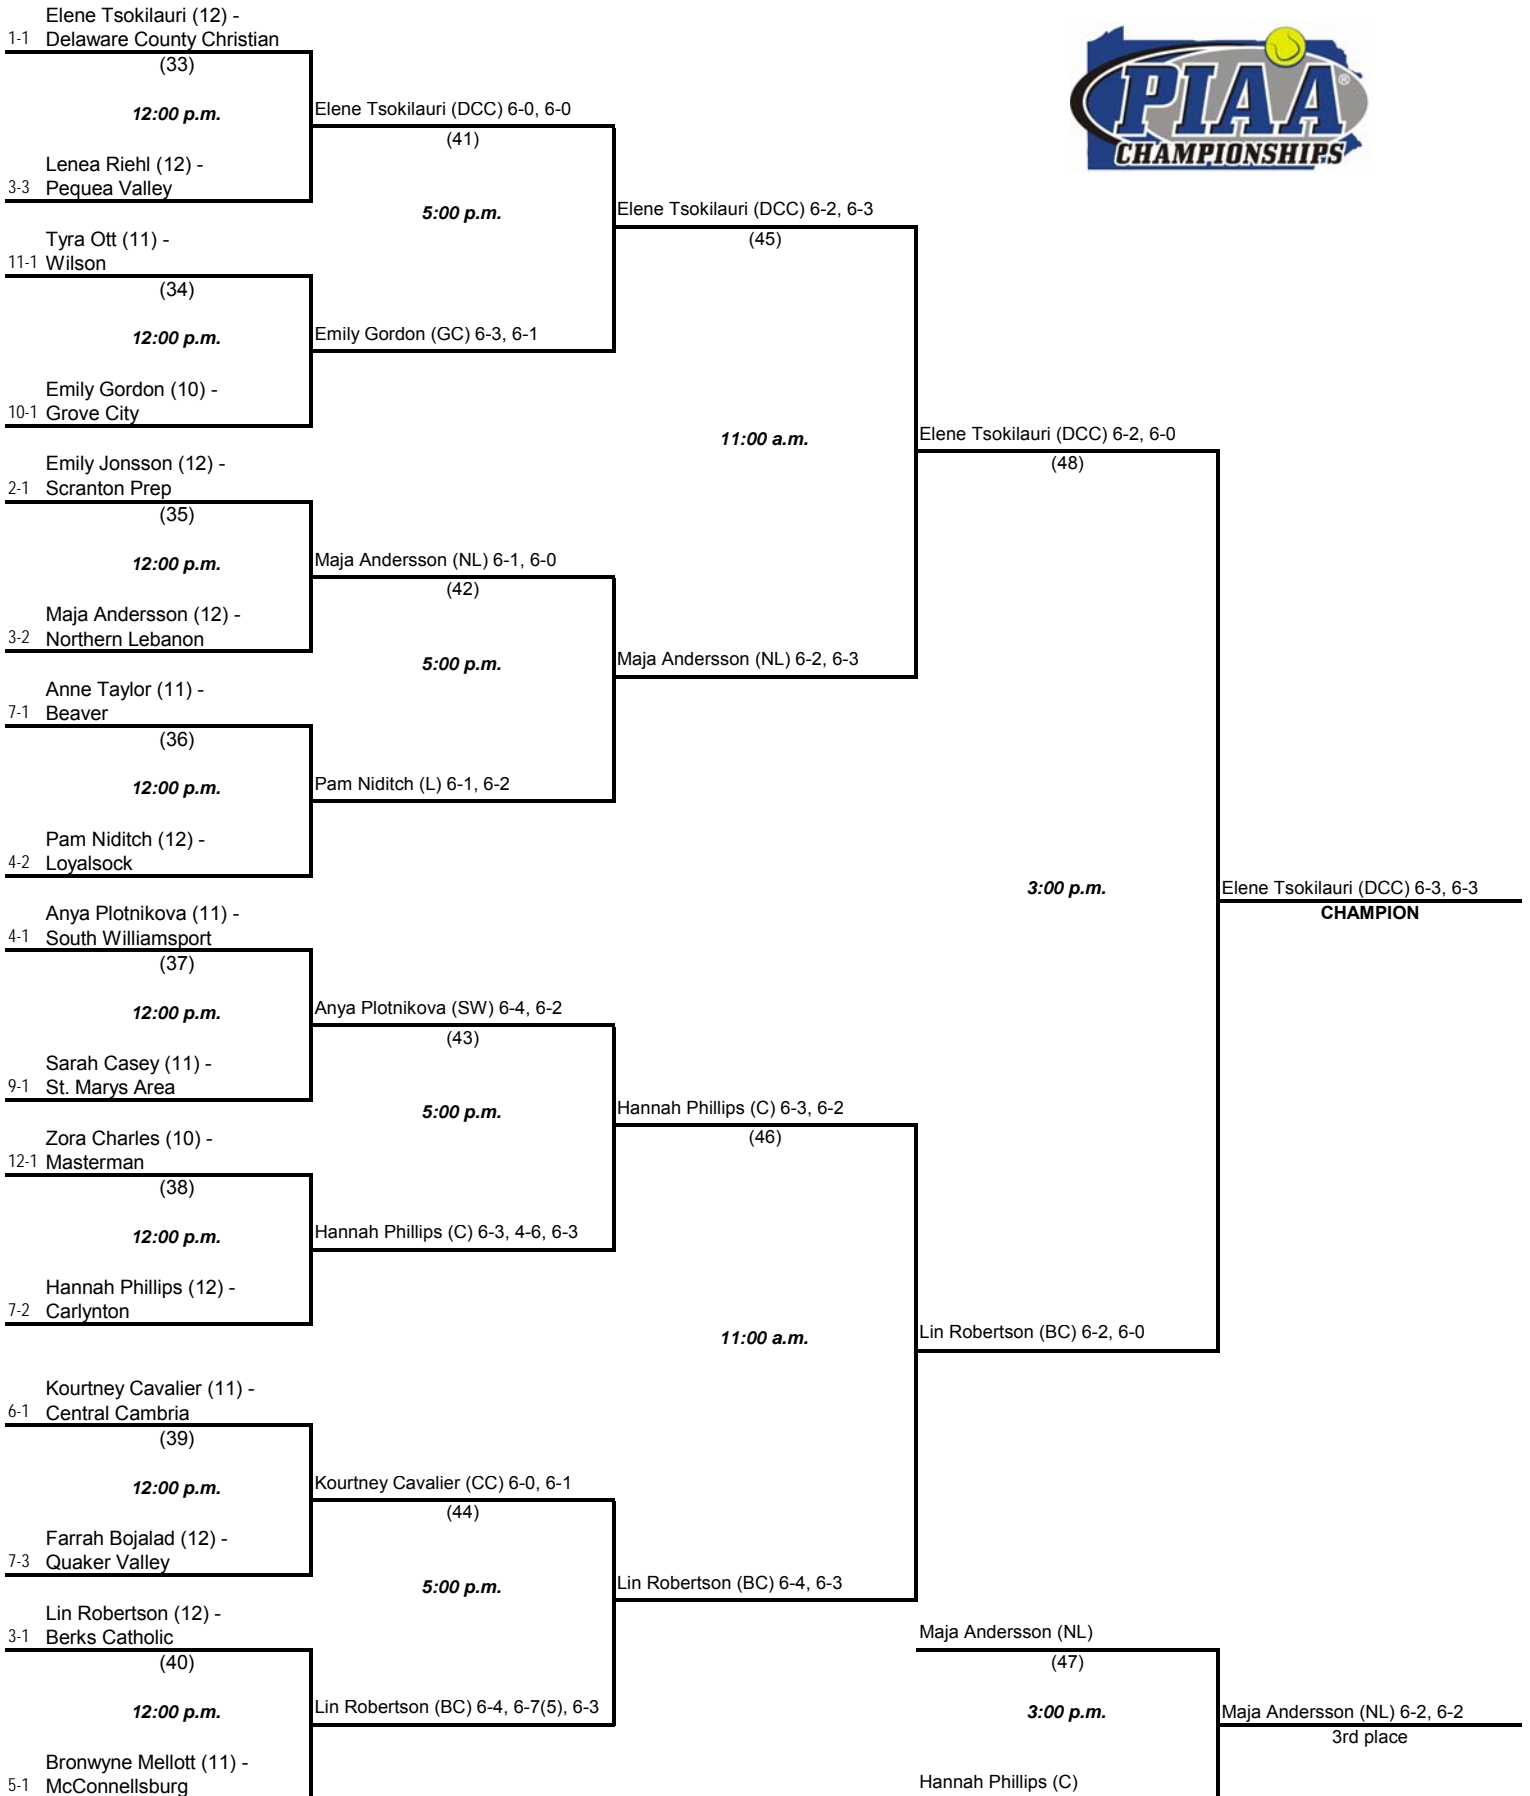 Elene Tsokilauri (12) -
1-1 Delaware County Christian
(33)
12:00 p.m.
Lenea Riehl (12) -
3-3 Pequea Valley
Tyra Ott (11) -
11-1 Wilson
(34)
12:00 p.m.
Emily Gordon (10) -
10-1 Grove City
Emily Jonsson (12) -
2-1 Scranton Prep
(35)
12:00 p.m.
Maja Andersson (12) -
3-2 Northern Lebanon
Anne Taylor (11) -
7-1 Beaver
(36)
12:00 p.m.
Pam Niditch (12) -
4-2 Loyalsock
Anya Plotnikova (11) -
4-1 South Williamsport
(37)
12:00 p.m.
Sarah Casey (11) -
9-1 St. Marys Area
Zora Charles (10) -
12-1 Masterman
(38)
12:00 p.m.
Hannah Phillips (12) -
7-2 Carlynton
Kourtney Cavalier (11) -
6-1 Central Cambria
(39)
12:00 p.m.
Farrah Bojalad (12) -
7-3 Quaker Valley
Lin Robertson (12) -
3-1 Berks Catholic
(40)
12:00 p.m.
Bronwyne Mellott (11) -
5-1 McConnellsburg
Elene Tsokilauri (DCC) 6-0, 6-0
(41)
5:00 p.m.
Emily Gordon (GC) 6-3, 6-1
Maja Andersson (NL) 6-1, 6-0
(42)
5:00 p.m.
Pam Niditch (L) 6-1, 6-2
Anya Plotnikova (SW) 6-4, 6-2
(43)
5:00 p.m.
Hannah Phillips (C) 6-3, 4-6, 6-3
Kourtney Cavalier (CC) 6-0, 6-1
(44)
5:00 p.m.
Lin Robertson (BC) 6-4, 6-7(5), 6-3
Elene Tsokilauri (DCC) 6-2, 6-3
(45)
11:00 a.m.
Maja Andersson (NL) 6-2, 6-3
Hannah Phillips (C) 6-3, 6-2
(46)
11:00 a.m.
Lin Robertson (BC) 6-4, 6-3
PIAA®
CHAMPIONSHIPS
Elene Tsokilauri (DCC) 6-2, 6-0
(48)
3:00 p.m.
Lin Robertson (BC) 6-2, 6-0
Elene Tsokilauri (DCC) 6-3, 6-3
CHAMPION
Maja Andersson (NL)
(47)
3:00 p.m.
Hannah Phillips (C)
Maja Andersson (NL) 6-2, 6-2
3rd place